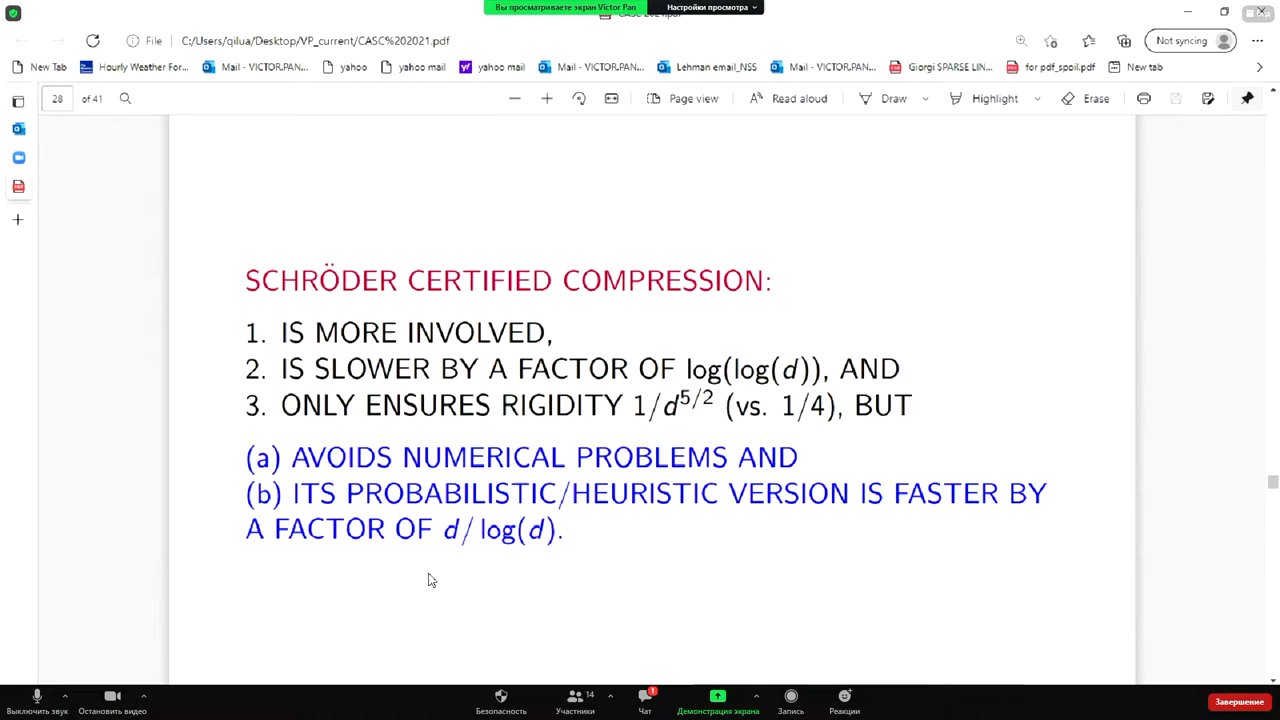 Вы просматриваете экран Victor Pan
Настройки просмотра
File
C:/Users/qilua/Desktop/VP_current/CASC%202021.pdf
Not syncing
New Tab
Hourly Weather For...
Mail - VICTOR.PAN,...
yahoo
yahoo mail
yahoo mail
Mail - VICTOR.PAN,...
Lehman email_NSS
Mail - VICTOR.PAN,...
Giorgi SPARSE LIN...
for pdf_spoil.pdf
New tab
28 of 41
Page view
Read aloud
Draw
Highlight
Erase
SCHRÖDER CERTIFIED COMPRESSION:
1. IS MORE INVOLVED,
2. IS SLOWER BY A FACTOR OF log(log(d)), AND
3. ONLY ENSURES RIGIDITY 1/d^5/2 (vs. 1/4), BUT
(a) AVOIDS NUMERICAL PROBLEMS AND
(b) ITS PROBABILISTIC/HEURISTIC VERSION IS FASTER BY
A FACTOR OF d/ log(d).
Выключить звук
Остановить видео
Безопасность
14
Участники
1
Чат
Демонстрация экрана
Запись
Реакции
Завершение